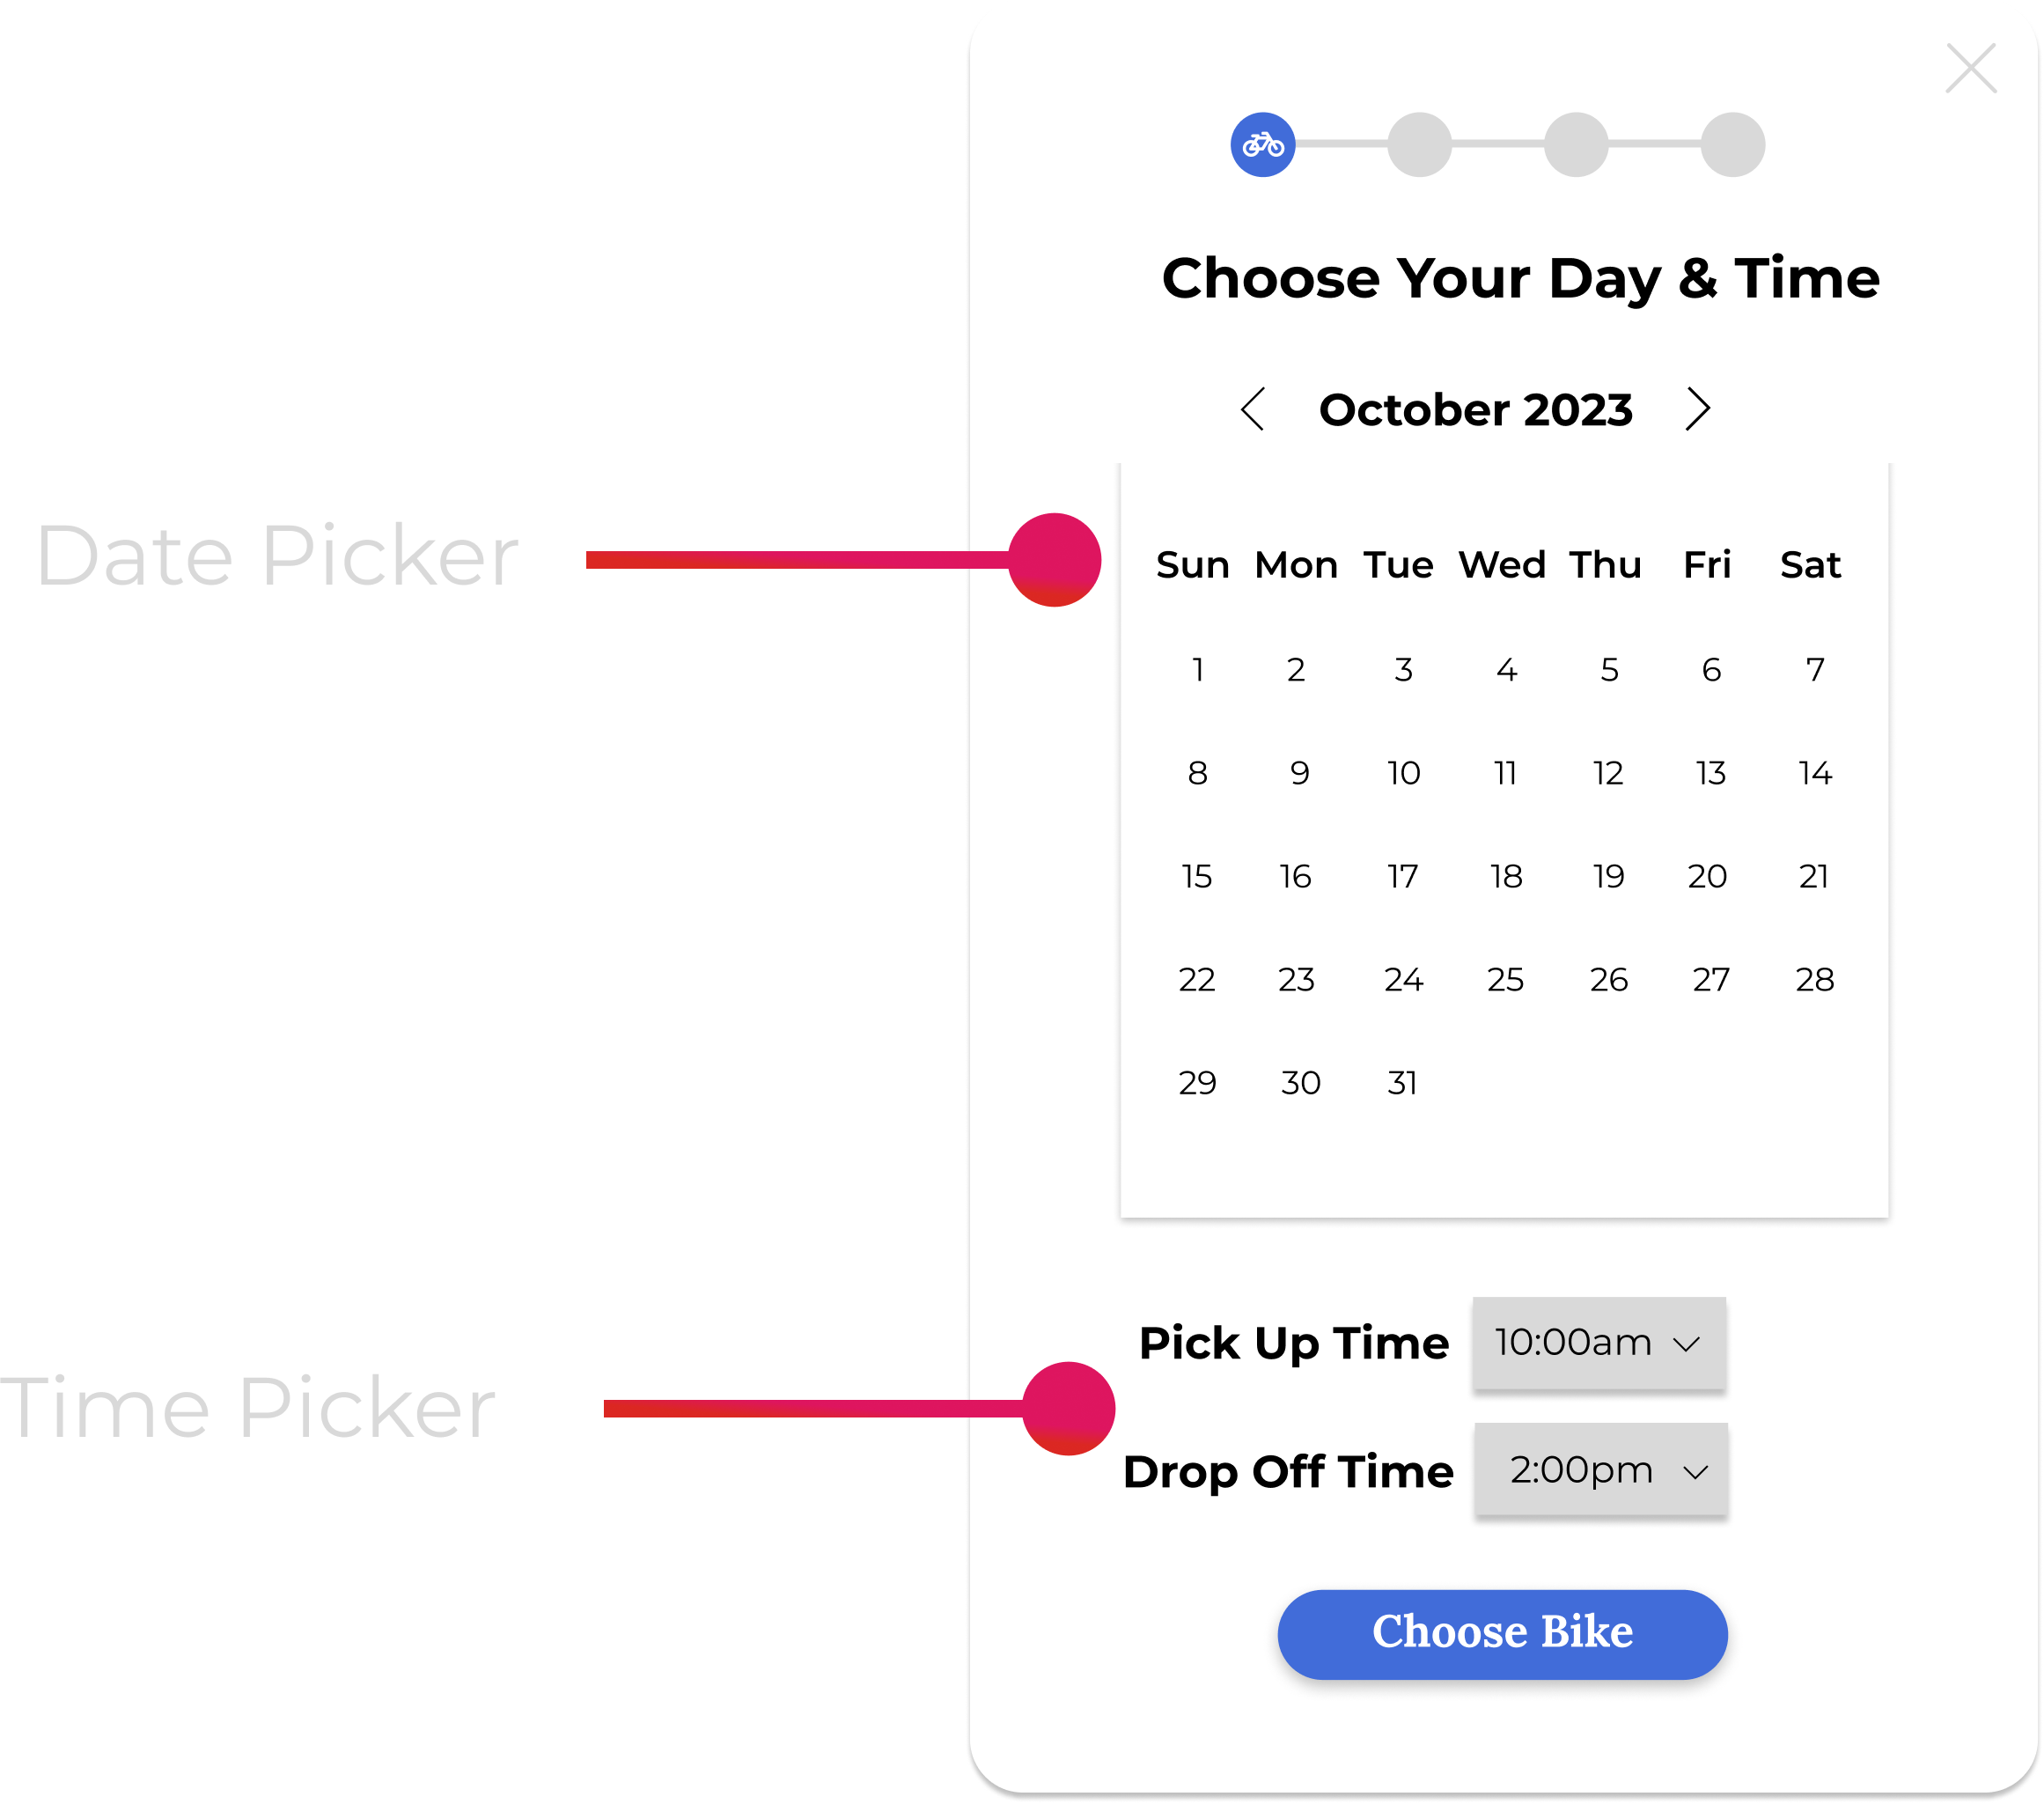 Choose Your Day & Time
October 2023
Date Picker
Sun Mon Tue Wed Thu Fri Sat
1 2 3 4 5 6 7
8 9 10 11 12 13 14
15 16 17 18 19 20 21
22 23 24 25 26 27 28
29 30 31
Time Picker
Pick Up Time 10:00am
Drop Off Time 2:00pm
Choose Bike